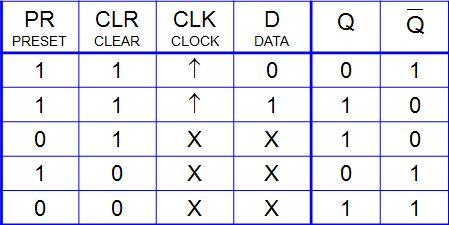 PR CLR CLK D Q Q̅
PRESET CLEAR CLOCK DATA
1 1 ↑ 0 0 1
1 1 ↑ 1 1 0
0 1 X X 1 0
1 0 X X 0 1
0 0 X X 1 1